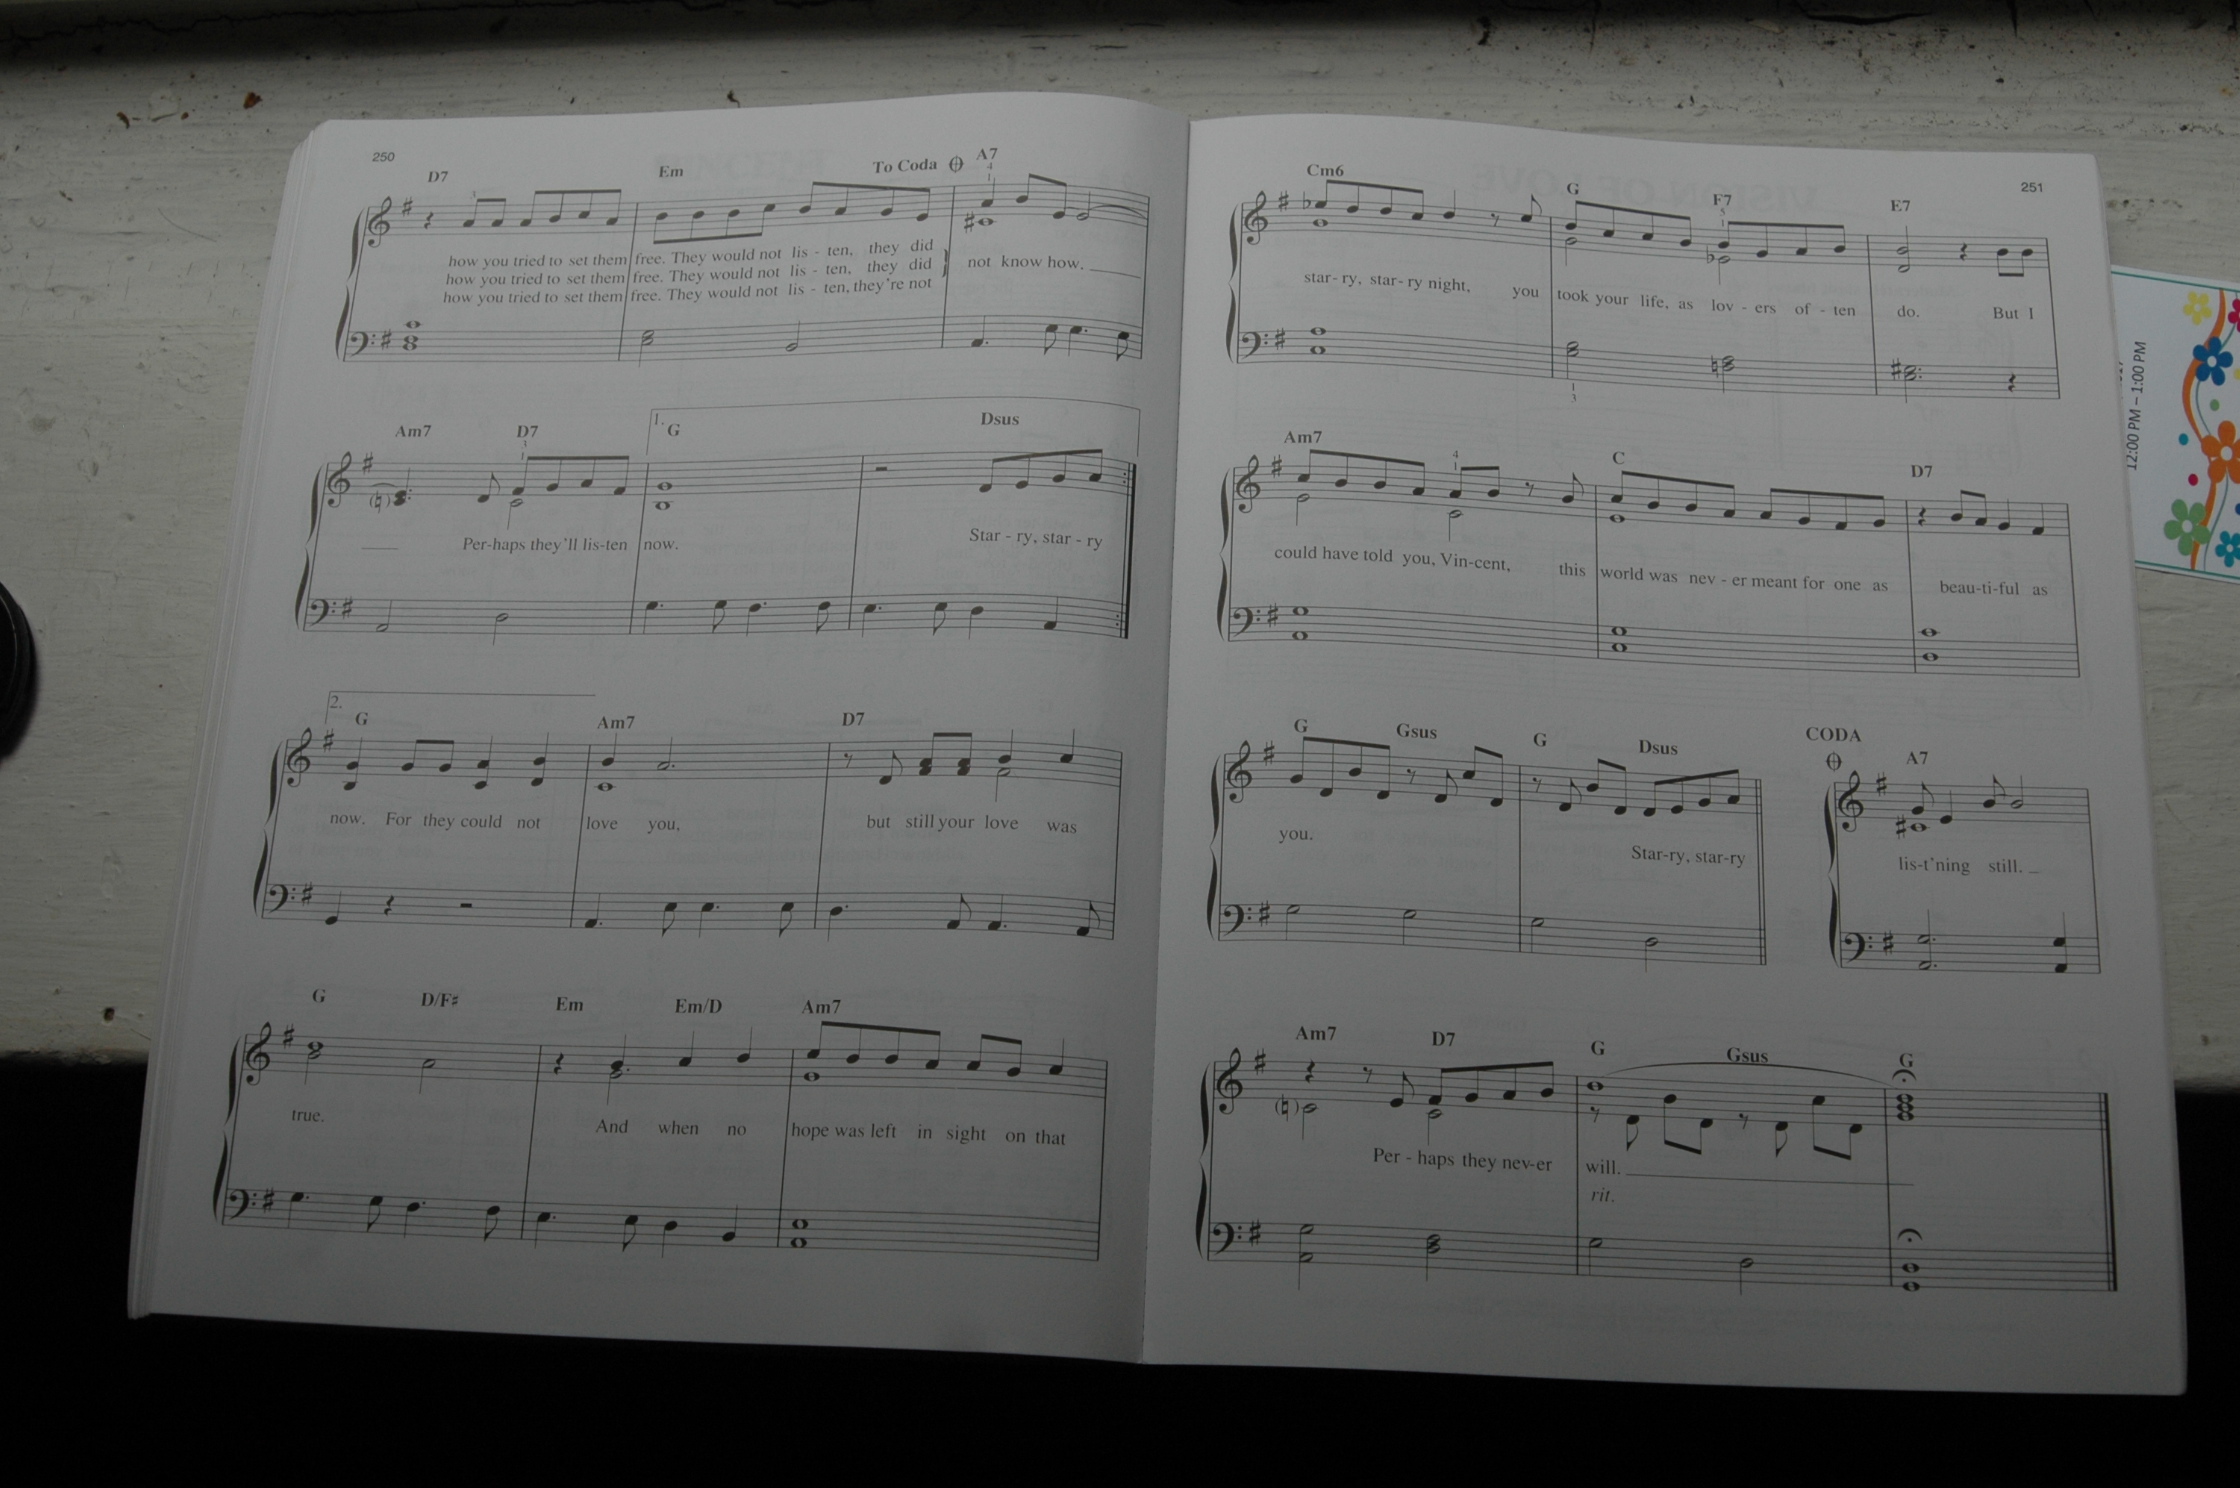 250
D7 Em To Coda A7
how you tried to set them free. They would not lis - ten, they did
how you tried to set them free. They would not lis - ten, they did not know how.
how you tried to set them free. They would not lis - ten, they're not
Am7 D7 1. G Dsus
Per-haps they'll lis-ten now. Star - ry, star - ry
2.
G Am7 D7
now. For they could not love you, but still your love was
G D/F♯ Em Em/D Am7
true. And when no hope was left in sight on that
251
Cm6 G F7 E7
star - ry, star - ry night, you took your life, as lov - ers of - ten do. But I
Am7 C D7
could have told you, Vin-cent, this world was nev - er meant for one as beau-ti-ful as
G Gsus G Dsus
you. Star-ry, star-ry
CODA
A7
lis-t'ning still.
Am7 D7 G Gsus G
Per - haps they nev-er will.
rit.
12:00 PM – 1:00 PM